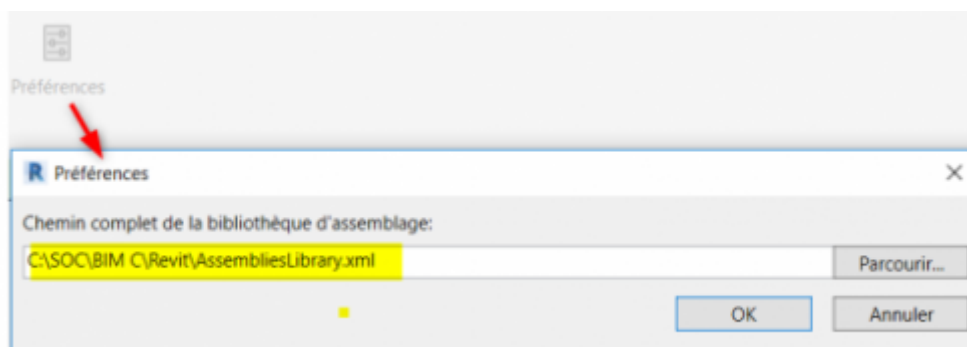 Préférences
R Préférences
Chemin complet de la bibliothèque d'assemblage:
C:\SOC\BIM C\Revit\AssembliesLibrary.xml
Parcourir...
OK Annuler